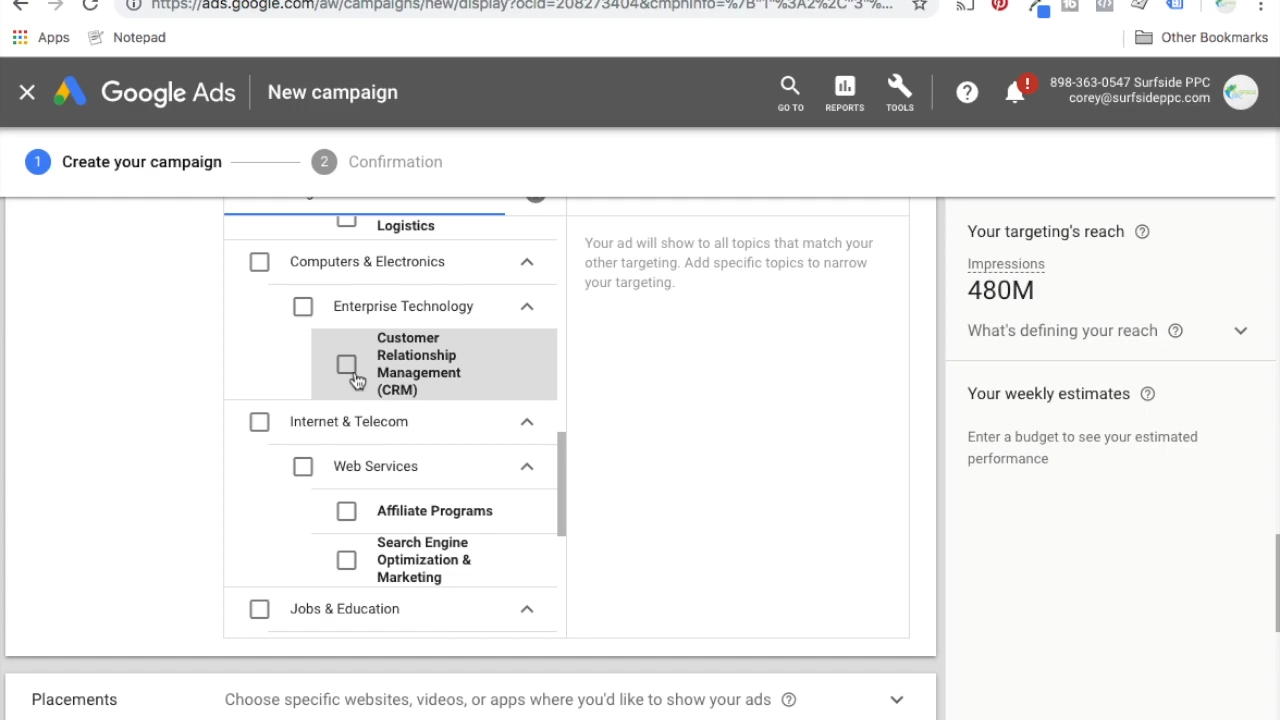 https://ads.google.com/aw/campaigns/new/display?ocid=208273404&cmpnInfo=%7B"1"%3A2%2C"3"%...
Apps
Notepad
Other Bookmarks
Google Ads
New campaign
GO TO
REPORTS
TOOLS
898-363-0547 Surfside PPC
corey@surfsideppc.com
1
Create your campaign
2
Confirmation
Logistics
Computers & Electronics
Enterprise Technology
Customer
Relationship
Management
(CRM)
Internet & Telecom
Web Services
Affiliate Programs
Search Engine
Optimization &
Marketing
Jobs & Education
Your ad will show to all topics that match your
other targeting. Add specific topics to narrow
your targeting.
Your targeting's reach
Impressions
480M
What's defining your reach
Your weekly estimates
Enter a budget to see your estimated
performance
Placements
Choose specific websites, videos, or apps where you'd like to show your ads